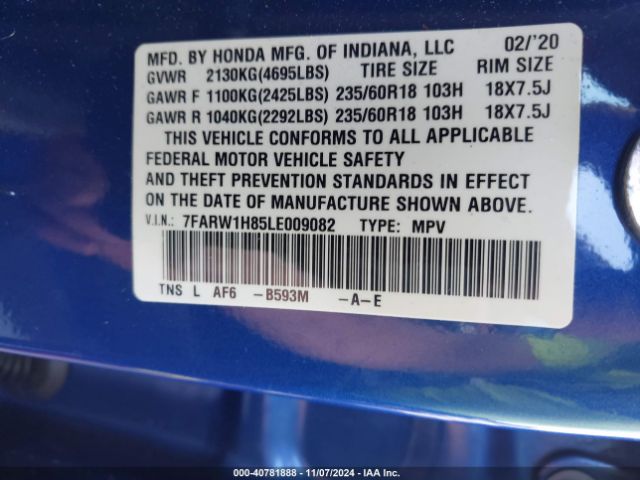 MFD. BY HONDA MFG. OF INDIANA, LLC 02/'20
GVWR 2130KG(4695LBS) TIRE SIZE RIM SIZE
GAWR F 1100KG(2425LBS) 235/60R18 103H 18X7.5J
GAWR R 1040KG(2292LBS) 235/60R18 103H 18X7.5J
THIS VEHICLE CONFORMS TO ALL APPLICABLE
FEDERAL MOTOR VEHICLE SAFETY
AND THEFT PREVENTION STANDARDS IN EFFECT
ON THE DATE OF MANUFACTURE SHOWN ABOVE.
V.I.N.: 7FARW1H85LE009082 TYPE: MPV
TNS L AF6 -B593M -A-E
000-40781888 - 11/07/2024 - IAAI.com